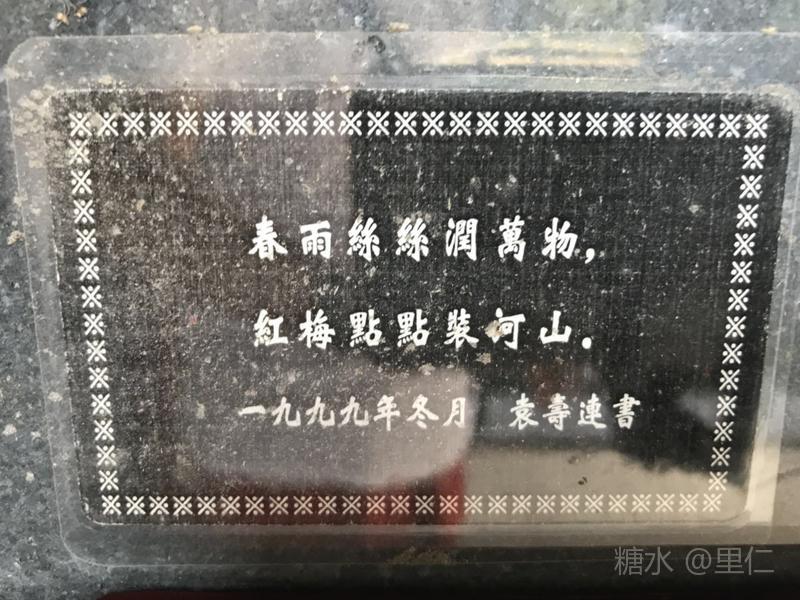 春雨絲絲潤萬物,
紅梅點點裝河山.
一九九九年冬月 袁壽連書
糖水 @里仁